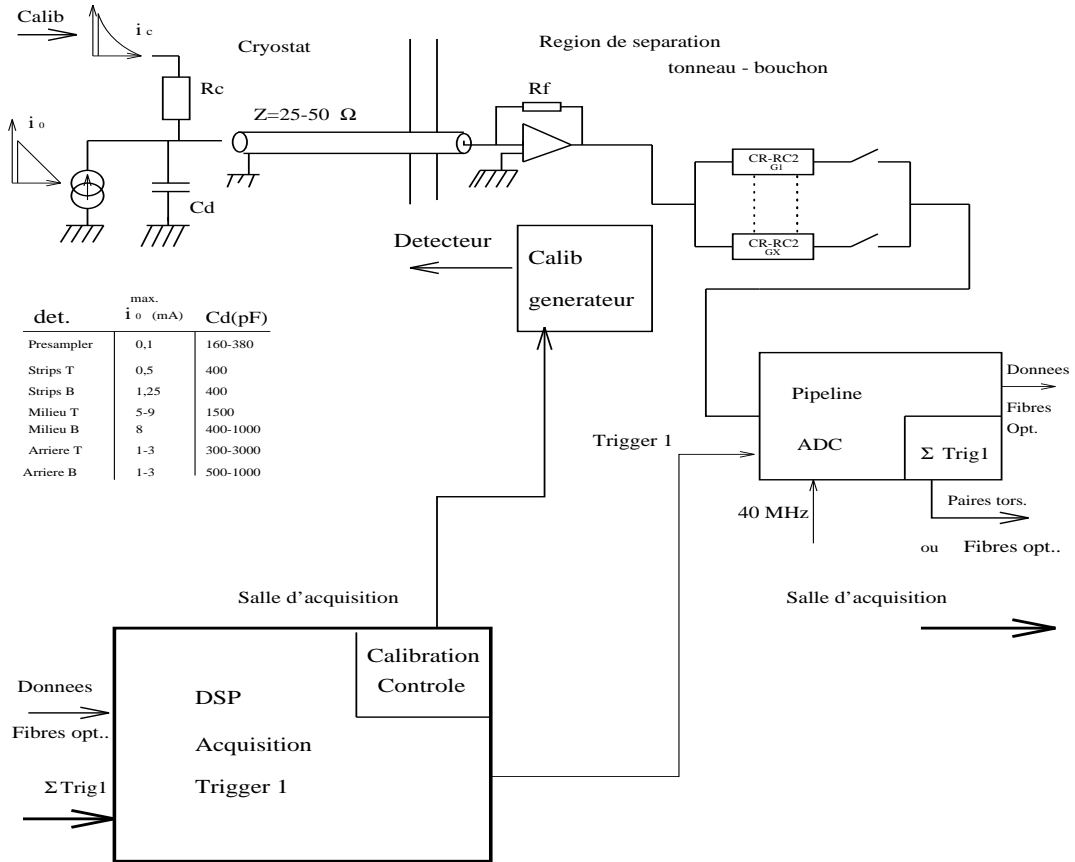 Calib
i c
Cryostat
Region de separation
tonneau - bouchon
Rc
Rf
Z=25-50 Ω
i 0
Cd
CR-RC2
G1
CR-RC2
GX
Detecteur
Calib
generateur
max.
det. i 0 (mA) Cd(pF)
Presampler 0,1 160-380
Strips T 0,5 400
Strips B 1,25 400
Milieu T 5-9 1500
Milieu B 8 400-1000
Arriere T 1-3 300-3000
Arriere B 1-3 500-1000
Pipeline
ADC
Σ Trig1
Donnees
Fibres
Opt.
Trigger 1
40 MHz
Paires tors.
ou Fibres opt..
Salle d'acquisition
Salle d'acquisition
Calibration
Controle
DSP
Acquisition
Trigger 1
Donnees
Fibres opt..
Σ Trig1